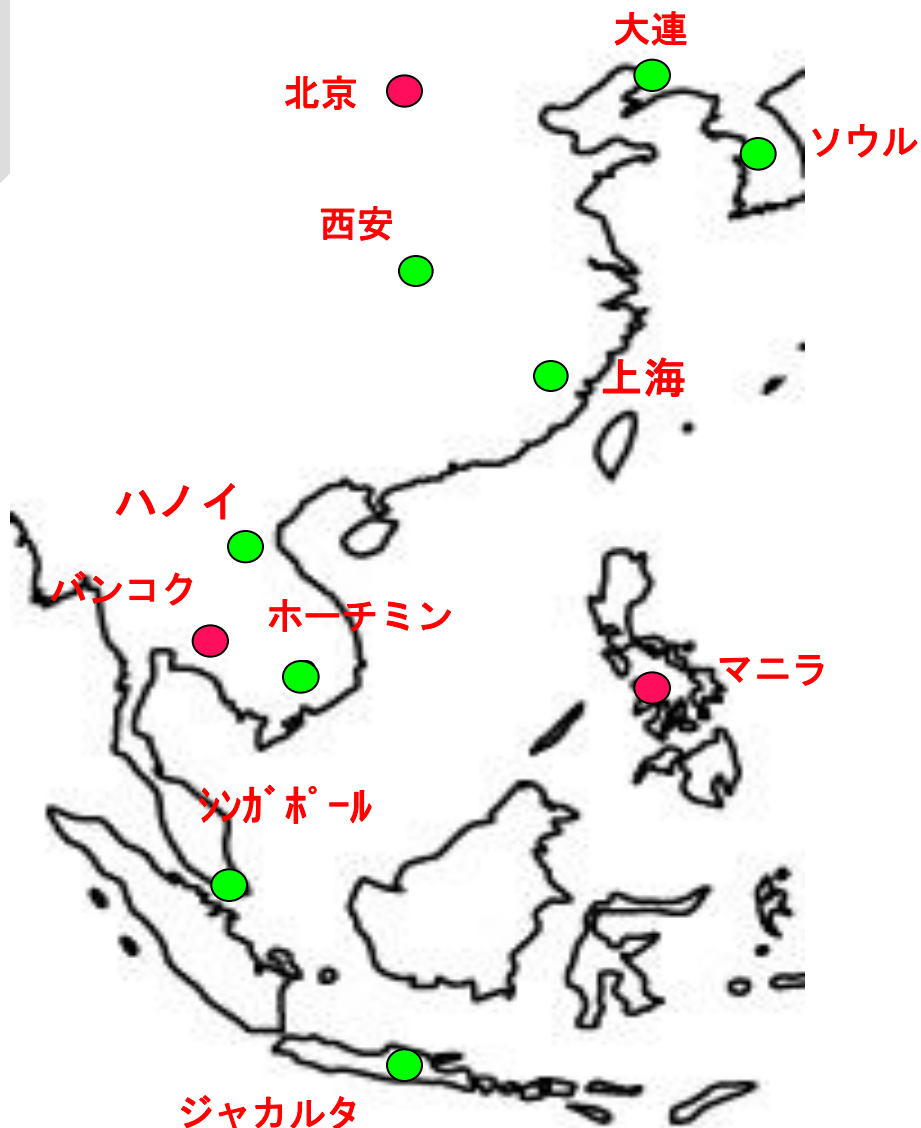 大連
北京
ソウル
西安
上海
ハノイ
バンコク
ホーチミン
マニラ
ｼﾝｶﾞﾎﾟｰﾙ
ジャカルタ